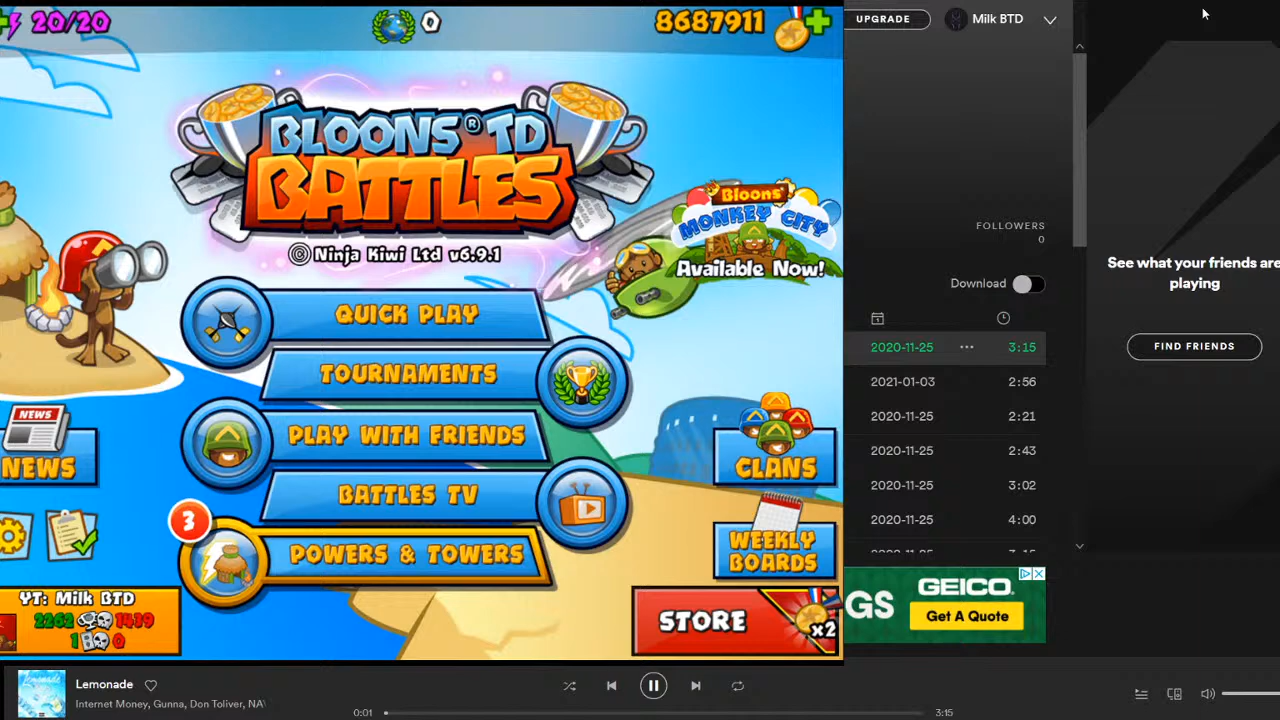 20/20
0
8687911
BLOONS® TD
BATTLES
© Ninja Kiwi Ltd v6.9.1
Bloons
MONKEY CITY
Available Now!
QUICK PLAY
TOURNAMENTS
PLAY WITH FRIENDS
BATTLES TV
3
POWERS & TOWERS
NEWS
NEWS
CLANS
WEEKLY
BOARDS
STORE
x2
YT: Milk BTD
2262 1439
1 B 0
UPGRADE
Milk BTD
FOLLOWERS
0
Download
2020-11-25 ••• 3:15
2021-01-03 2:56
2020-11-25 2:21
2020-11-25 2:43
2020-11-25 3:02
2020-11-25 4:00
See what your friends are
playing
FIND FRIENDS
GS
GEICO.
Get A Quote
Lemonade
Internet Money, Gunna, Don Toliver, NA
0:01
3:15